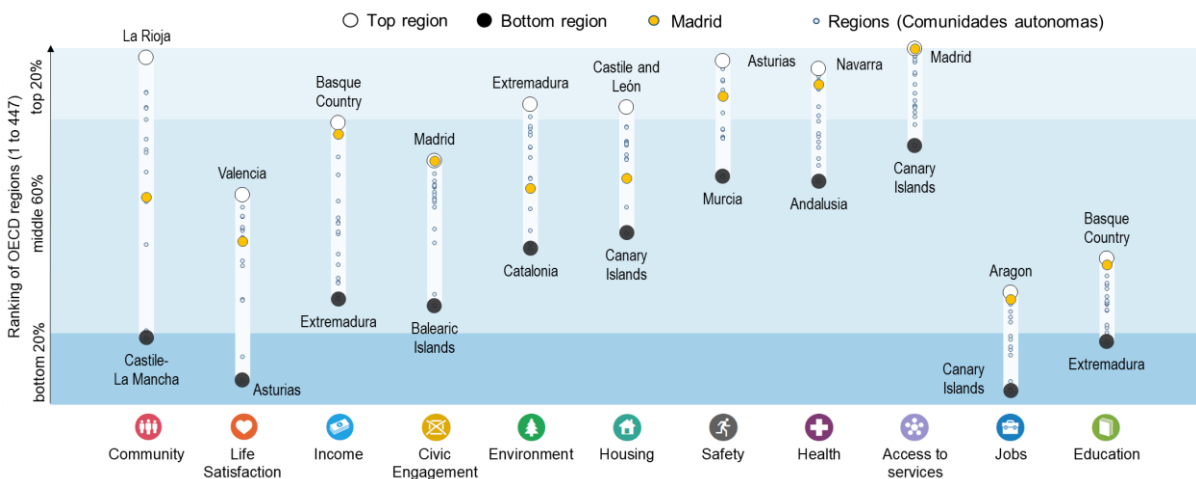 Top region
Bottom region
Madrid
Regions (Comunidades autonomas)
Ranking of OECD regions (1 to 447)
top 20%
middle 60%
bottom 20%
La Rioja
Castile-
La Mancha
Valencia
Asturias
Basque
Country
Extremadura
Madrid
Balearic
Islands
Extremadura
Catalonia
Castile and
León
Canary
Islands
Asturias
Murcia
Navarra
Andalusia
Madrid
Canary
Islands
Aragon
Canary
Islands
Basque
Country
Extremadura
Community
Life
Satisfaction
Income
Civic
Engagement
Environment
Housing
Safety
Health
Access to
services
Jobs
Education